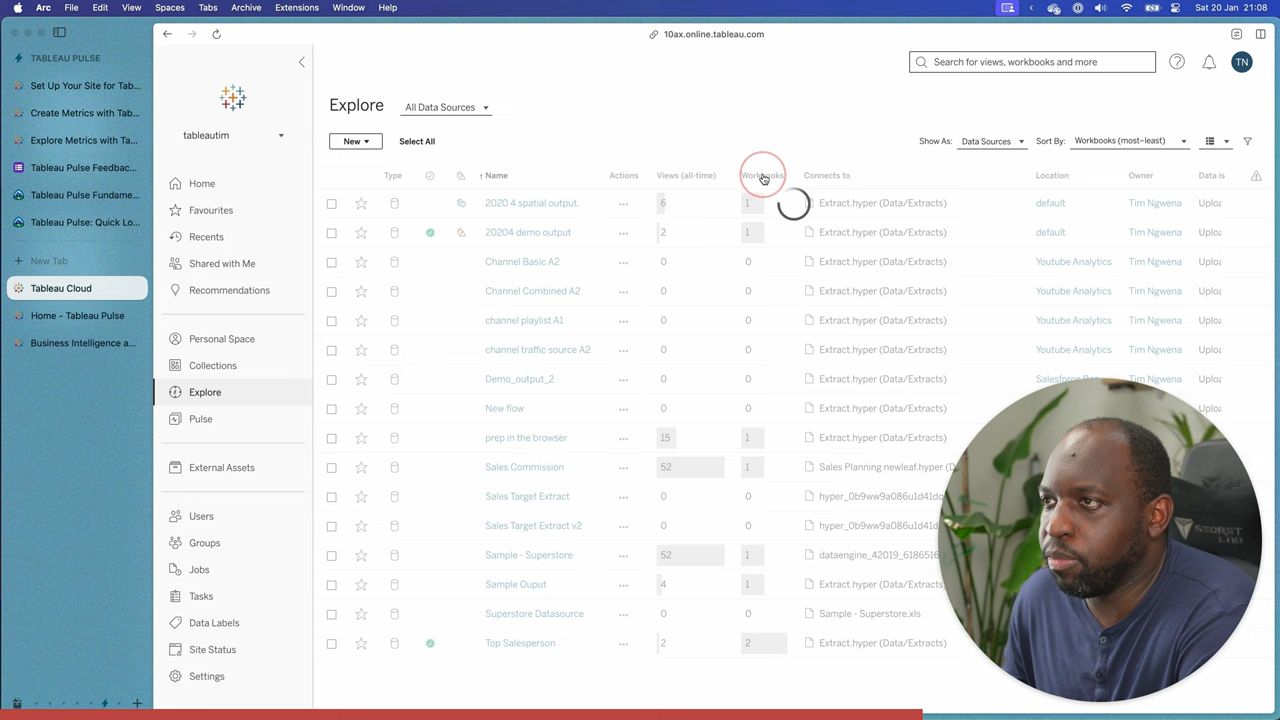 Arc File Edit View Spaces Tabs Archive Extensions Window Help Sat 20 Jan 21:08
TABLEAU PULSE
Set Up Your Site for Tab...
Create Metrics with Tab...
Explore Metrics with Ta...
Tableau Pulse Feedbac...
Tableau Pulse Fundame...
Tableau Pulse: Quick Lo...
+ New Tab
Tableau Cloud
Home – Tableau Pulse
Business Intelligence a...
10ax.online.tableau.com
tableautim
Home
Favourites
Recents
Shared with Me
Recommendations
Personal Space
Collections
Explore
Pulse
External Assets
Users
Groups
Jobs
Tasks
Data Labels
Site Status
Settings
Search for views, workbooks and more
TN
Explore All Data Sources
New Select All Show As: Data Sources Sort By: Workbooks (most–least)
Type ↑ Name Actions Views (all-time) Workbooks Connects to Location Owner Data is
2020 4 spatial output. ... 6 1 Extract.hyper (Data/Extracts) default Tim Ngwena Uploa
20204 demo output ... 2 1 Extract.hyper (Data/Extracts) default Tim Ngwena Uploa
Channel Basic A2 ... 0 0 Extract.hyper (Data/Extracts) Youtube Analytics Tim Ngwena Uploa
Channel Combined A2 ... 0 0 Extract.hyper (Data/Extracts) Youtube Analytics Tim Ngwena Uploa
channel playlist A1 ... 0 0 Extract.hyper (Data/Extracts) Youtube Analytics Tim Ngwena Uploa
channel traffic source A2 ... 0 0 Extract.hyper (Data/Extracts) Youtube Analytics Tim Ngwena Uploa
Demo_output_2 ... 0 0 Extract.hyper (Data/Extracts) Salesforce Tim Ngwena Uploa
New flow ... 0 0 Extract.hyper (Data/Extracts) Uploa
prep in the browser ... 15 1 Extract.hyper (Data/Extracts)
Sales Commission ... 52 1 Sales Planning newleaf.hyper (D
Sales Target Extract ... 0 0
Sales Target Extract v2 ... 0 0
Sample - Superstore ... 52 1 dataengine_42019_6186516
Sample Ouput ... 4 1 Extract.hyper (Data/Extracts)
Superstore Datasource ... 0 0 Sample - Superstore.xls
Top Salesperson ... 2 2 Extract.hyper (Data/Extracts)
SECRET
LAB